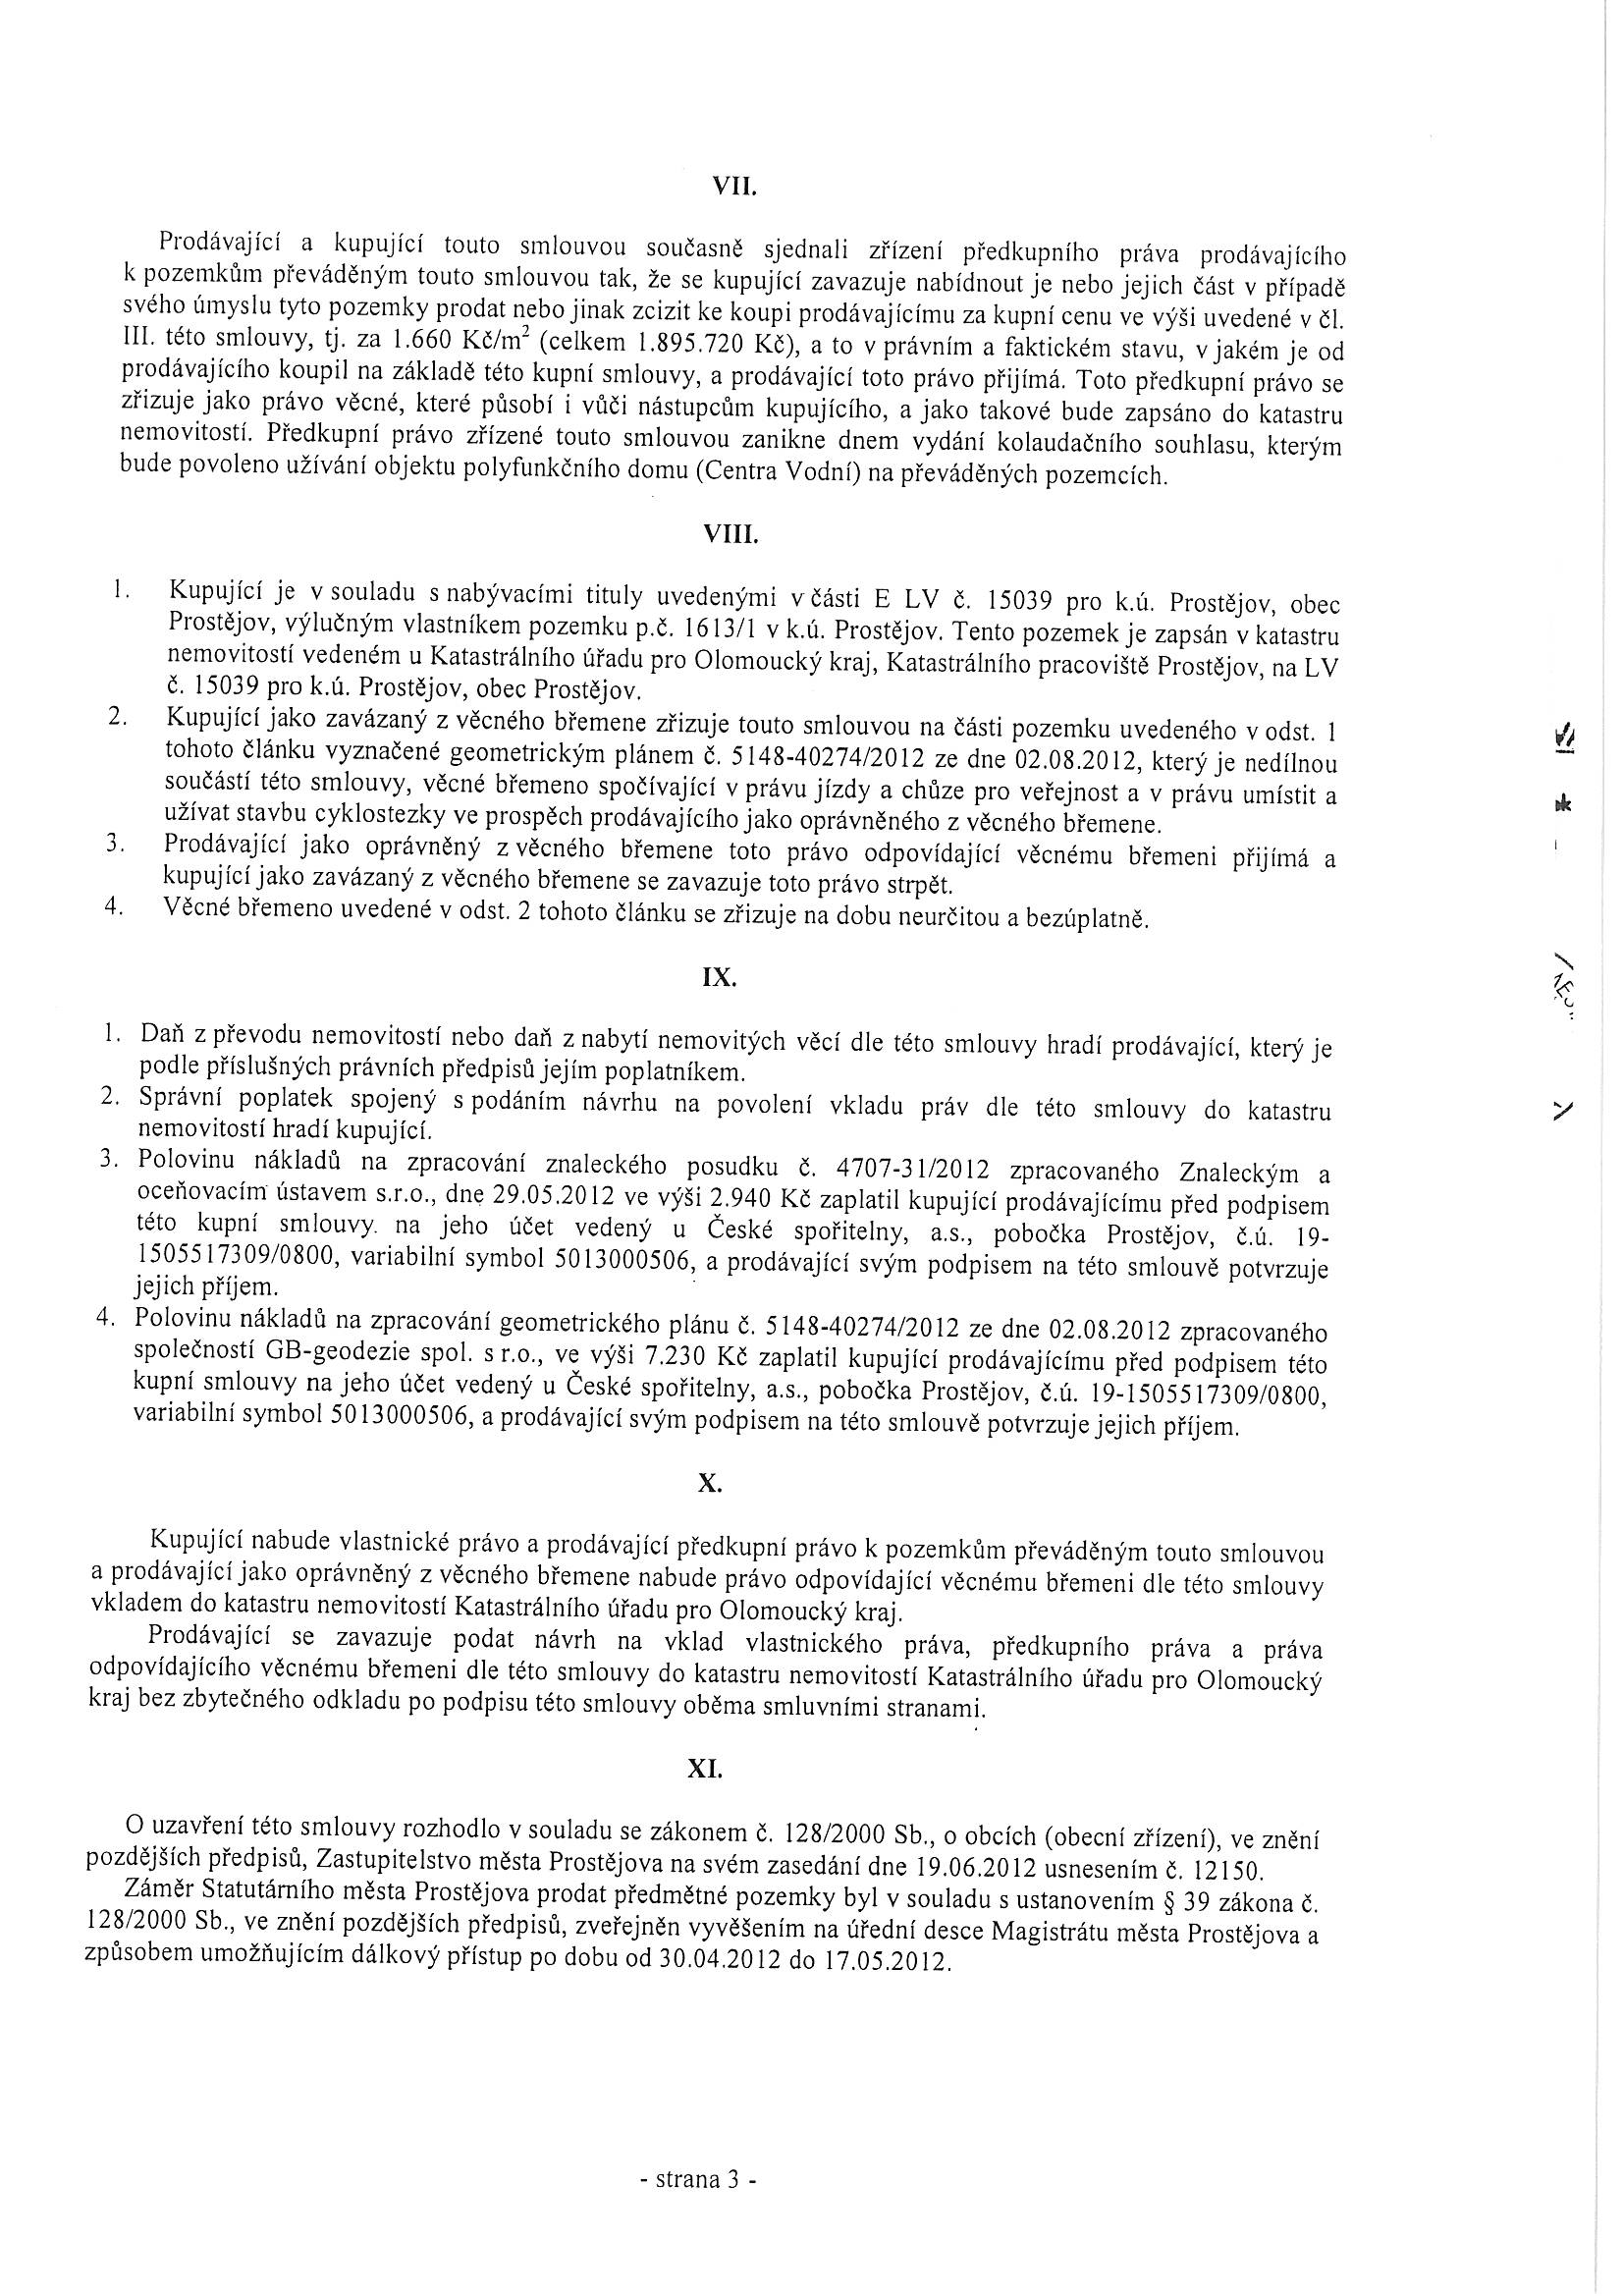 VII.
Prodávající a kupující touto smlouvou současně sjednali zřízení předkupního práva prodávajícího
k pozemkům převáděným touto smlouvou tak, že se kupující zavazuje nabídnout je nebo jejich část v případě
svého úmyslu tyto pozemky prodat nebo jinak zcizit ke koupi prodávajícímu za kupní cenu ve výši uvedené v čl.
III. této smlouvy, tj. za 1.660 Kč/m² (celkem 1.895.720 Kč), a to v právním a faktickém stavu, v jakém je od
prodávajícího koupil na základě této kupní smlouvy, a prodávající toto právo přijímá. Toto předkupní právo se
zřizuje jako právo věcné, které působí i vůči nástupcům kupujícího, a jako takové bude zapsáno do katastru
nemovitostí. Předkupní právo zřízené touto smlouvou zanikne dnem vydání kolaudačního souhlasu, kterým
bude povoleno užívání objektu polyfunkčního domu (Centra Vodní) na převáděných pozemcích.
VIII.
1. Kupující je v souladu s nabývacími tituly uvedenými v části E LV č. 15039 pro k.ú. Prostějov, obec
Prostějov, výlučným vlastníkem pozemku p.č. 1613/1 v k.ú. Prostějov. Tento pozemek je zapsán v katastru
nemovitostí vedeném u Katastrálního úřadu pro Olomoucký kraj, Katastrálního pracoviště Prostějov, na LV
č. 15039 pro k.ú. Prostějov, obec Prostějov.
2. Kupující jako zavázaný z věcného břemene zřizuje touto smlouvou na části pozemku uvedeného v odst. 1
tohoto článku vyznačené geometrickým plánem č. 5148-40274/2012 ze dne 02.08.2012, který je nedílnou
součástí této smlouvy, věcné břemeno spočívající v právu jízdy a chůze pro veřejnost a v právu umístit a
užívat stavbu cyklostezky ve prospěch prodávajícího jako oprávněného z věcného břemene.
3. Prodávající jako oprávněný z věcného břemene toto právo odpovídající věcnému břemeni přijímá a
kupující jako zavázaný z věcného břemene se zavazuje toto právo strpět.
4. Věcné břemeno uvedené v odst. 2 tohoto článku se zřizuje na dobu neurčitou a bezúplatně.
IX.
1. Daň z převodu nemovitostí nebo daň z nabytí nemovitých věcí dle této smlouvy hradí prodávající, který je
podle příslušných právních předpisů jejím poplatníkem.
2. Správní poplatek spojený s podáním návrhu na povolení vkladu práv dle této smlouvy do katastru
nemovitostí hradí kupující.
3. Polovinu nákladů na zpracování znaleckého posudku č. 4707-31/2012 zpracovaného Znaleckým a
oceňovacím ústavem s.r.o., dne 29.05.2012 ve výši 2.940 Kč zaplatil kupující prodávajícímu před podpisem
této kupní smlouvy na jeho účet vedený u České spořitelny, a.s., pobočka Prostějov, č.ú. 19-
1505517309/0800, variabilní symbol 5013000506, a prodávající svým podpisem na této smlouvě potvrzuje
jejich příjem.
4. Polovinu nákladů na zpracování geometrického plánu č. 5148-40274/2012 ze dne 02.08.2012 zpracovaného
společností GB-geodezie spol. s r.o., ve výši 7.230 Kč zaplatil kupující prodávajícímu před podpisem této
kupní smlouvy na jeho účet vedený u České spořitelny, a.s., pobočka Prostějov, č.ú. 19-1505517309/0800,
variabilní symbol 5013000506, a prodávající svým podpisem na této smlouvě potvrzuje jejich příjem.
X.
Kupující nabude vlastnické právo a prodávající předkupní právo k pozemkům převáděným touto smlouvou
a prodávající jako oprávněný z věcného břemene nabude právo odpovídající věcnému břemeni dle této smlouvy
vkladem do katastru nemovitostí Katastrálního úřadu pro Olomoucký kraj.
Prodávající se zavazuje podat návrh na vklad vlastnického práva, předkupního práva a práva
odpovídajícího věcnému břemeni dle této smlouvy do katastru nemovitostí Katastrálního úřadu pro Olomoucký
kraj bez zbytečného odkladu po podpisu této smlouvy oběma smluvními stranami.
XI.
O uzavření této smlouvy rozhodlo v souladu se zákonem č. 128/2000 Sb., o obcích (obecní zřízení), ve znění
pozdějších předpisů, Zastupitelstvo města Prostějova na svém zasedání dne 19.06.2012 usnesením č. 12150.
Záměr Statutárního města Prostějova prodat předmětné pozemky byl v souladu s ustanovením § 39 zákona č.
128/2000 Sb., ve znění pozdějších předpisů, zveřejněn vyvěšením na úřední desce Magistrátu města Prostějova a
způsobem umožňujícím dálkový přístup po dobu od 30.04.2012 do 17.05.2012.
- strana 3 -